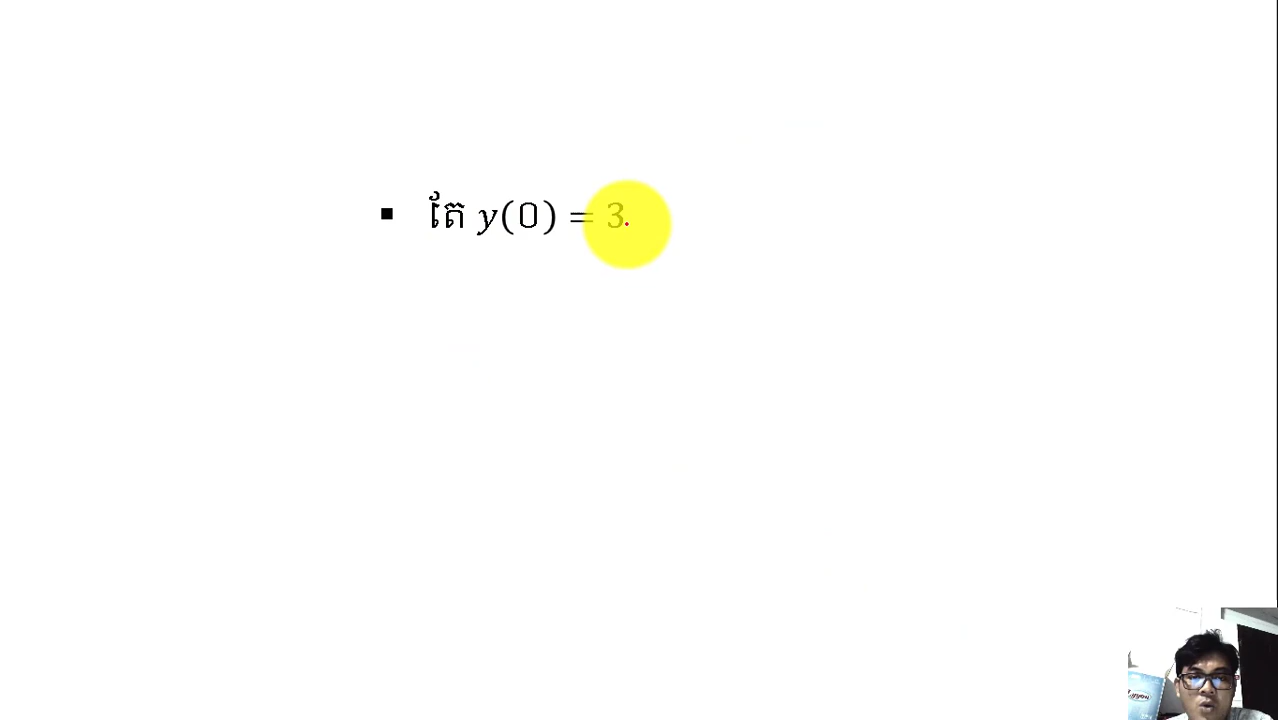 ▪ តែ y(0) = 3.